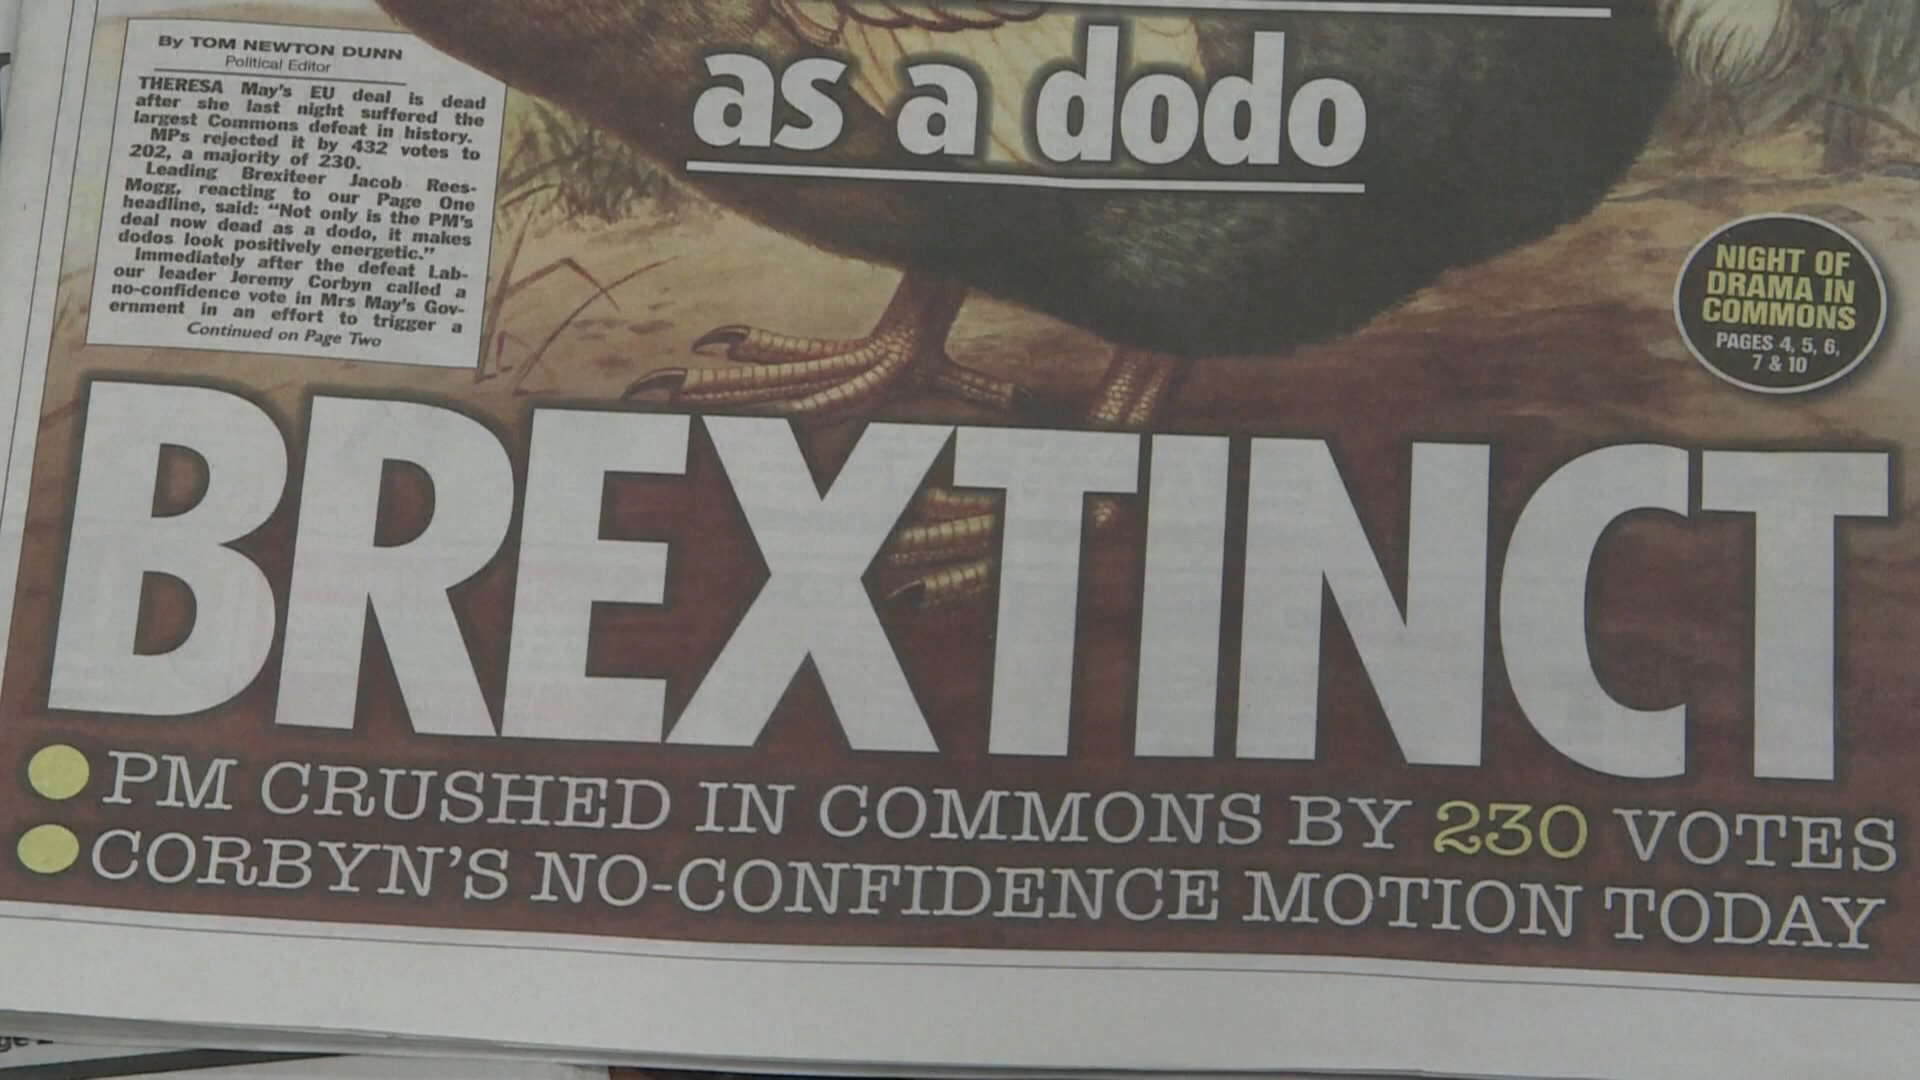 as a dodo
By TOM NEWTON DUNN
Political Editor
THERESA May's EU deal is dead
after she last night suffered the
largest Commons defeat in history.
MPs rejected it by 432 votes to
202, a majority of 230.
Leading Brexiteer Jacob Rees-
Mogg, reacting to our Page One
headline, said: "Not only is the PM's
deal now dead as a dodo, it makes
dodos look positively energetic."
Immediately after the defeat Lab-
our leader Jeremy Corbyn called a
no-confidence vote in Mrs May's Gov-
ernment in an effort to trigger a
Continued on Page Two
NIGHT OF
DRAMA IN
COMMONS
PAGES 4, 5, 6,
7 & 10
BREXTINCT
PM CRUSHED IN COMMONS BY 230 VOTES
CORBYN'S NO-CONFIDENCE MOTION TODAY